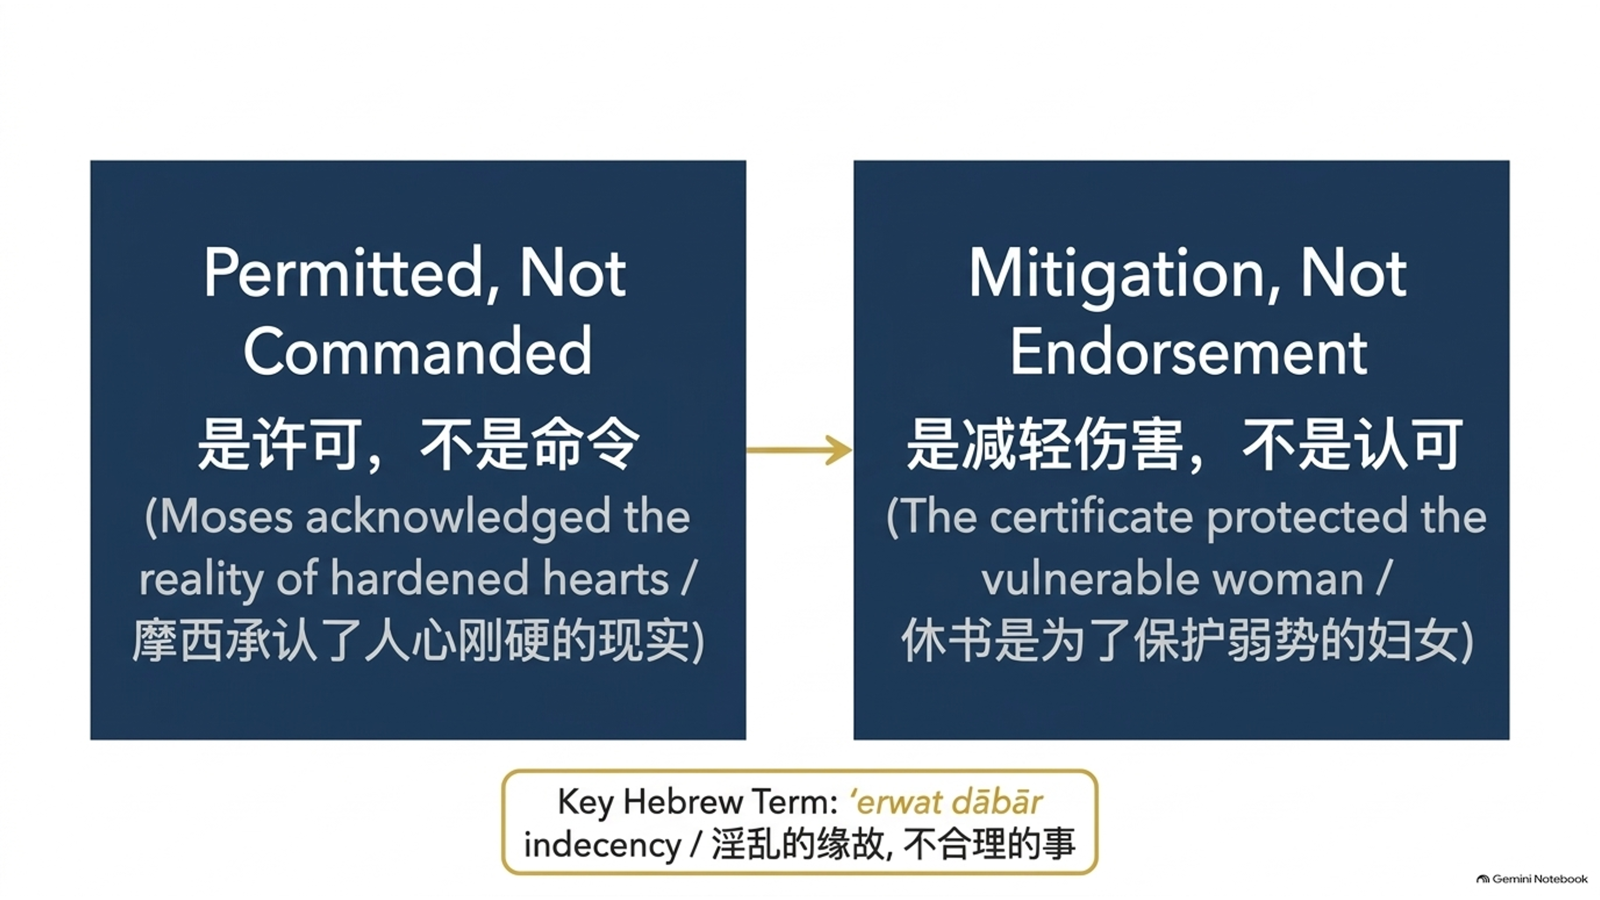 Permitted, Not
Commanded
是许可，不是命令
(Moses acknowledged the
reality of hardened hearts /
摩西承认了人心刚硬的现实)
Mitigation, Not
Endorsement
是减轻伤害，不是认可
(The certificate protected the
vulnerable woman /
休书是为了保护弱势的妇女)
Key Hebrew Term: ‘erwat dābār
indecency / 淫乱的缘故, 不合理的事
Gemini Notebook